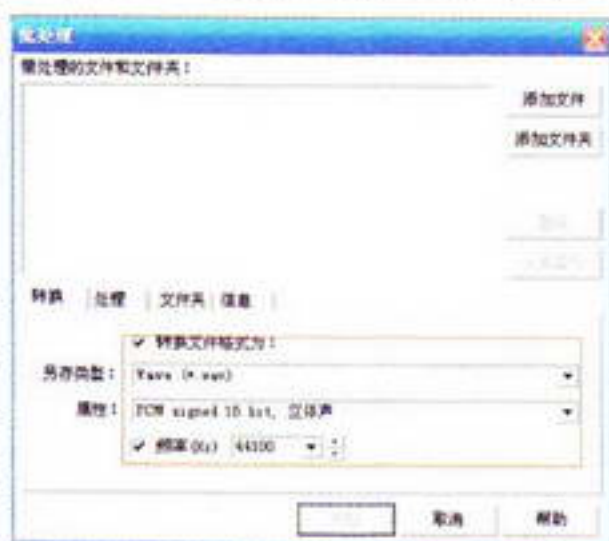 批处理
需处理的文件和文件夹：
添加文件
添加文件夹
转换 处理 文件夹 信息
✔ 转换文件格式为：
另存类型： Wave (*.wav)
属性： PCM signed 16 bit, 立体声
✔ 频率(Hz) 44100
取消 帮助